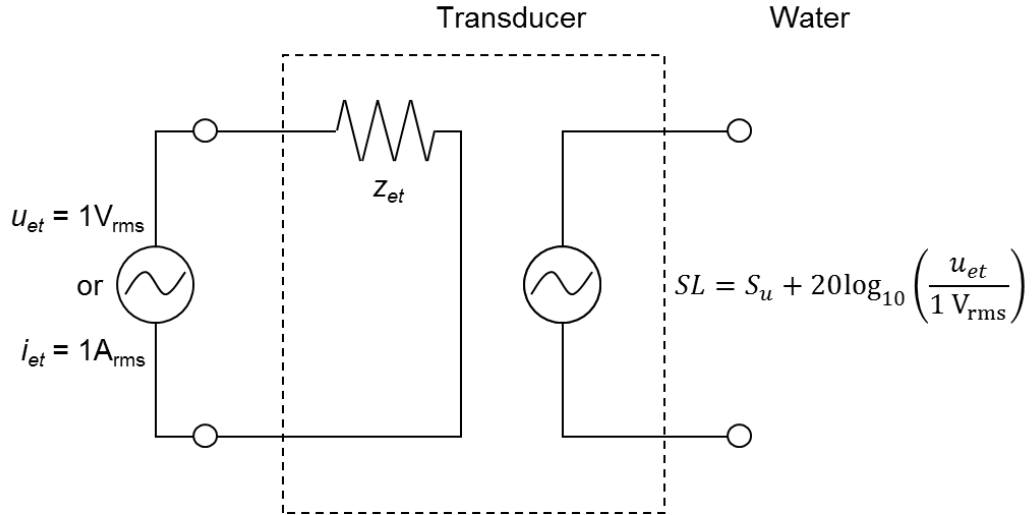 Transducer Water
z_et
u_et = 1V_rms
or
i_et = 1A_rms
SL = S_u + 20log_10 (u_et / 1 V_rms)